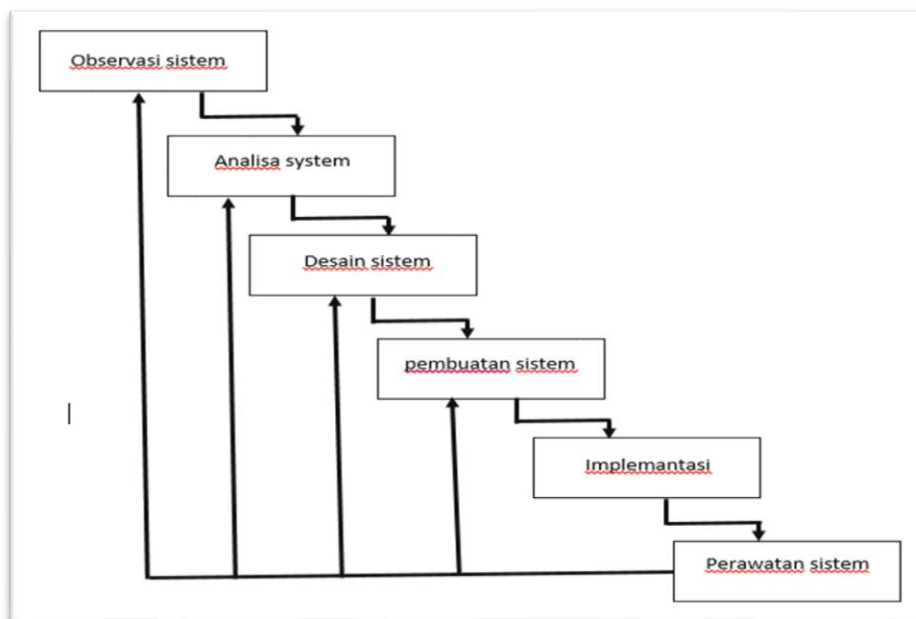 Observasi sistem
Analisa system
Desain sistem
pembuatan sistem
Implemantasi
Perawatan sistem